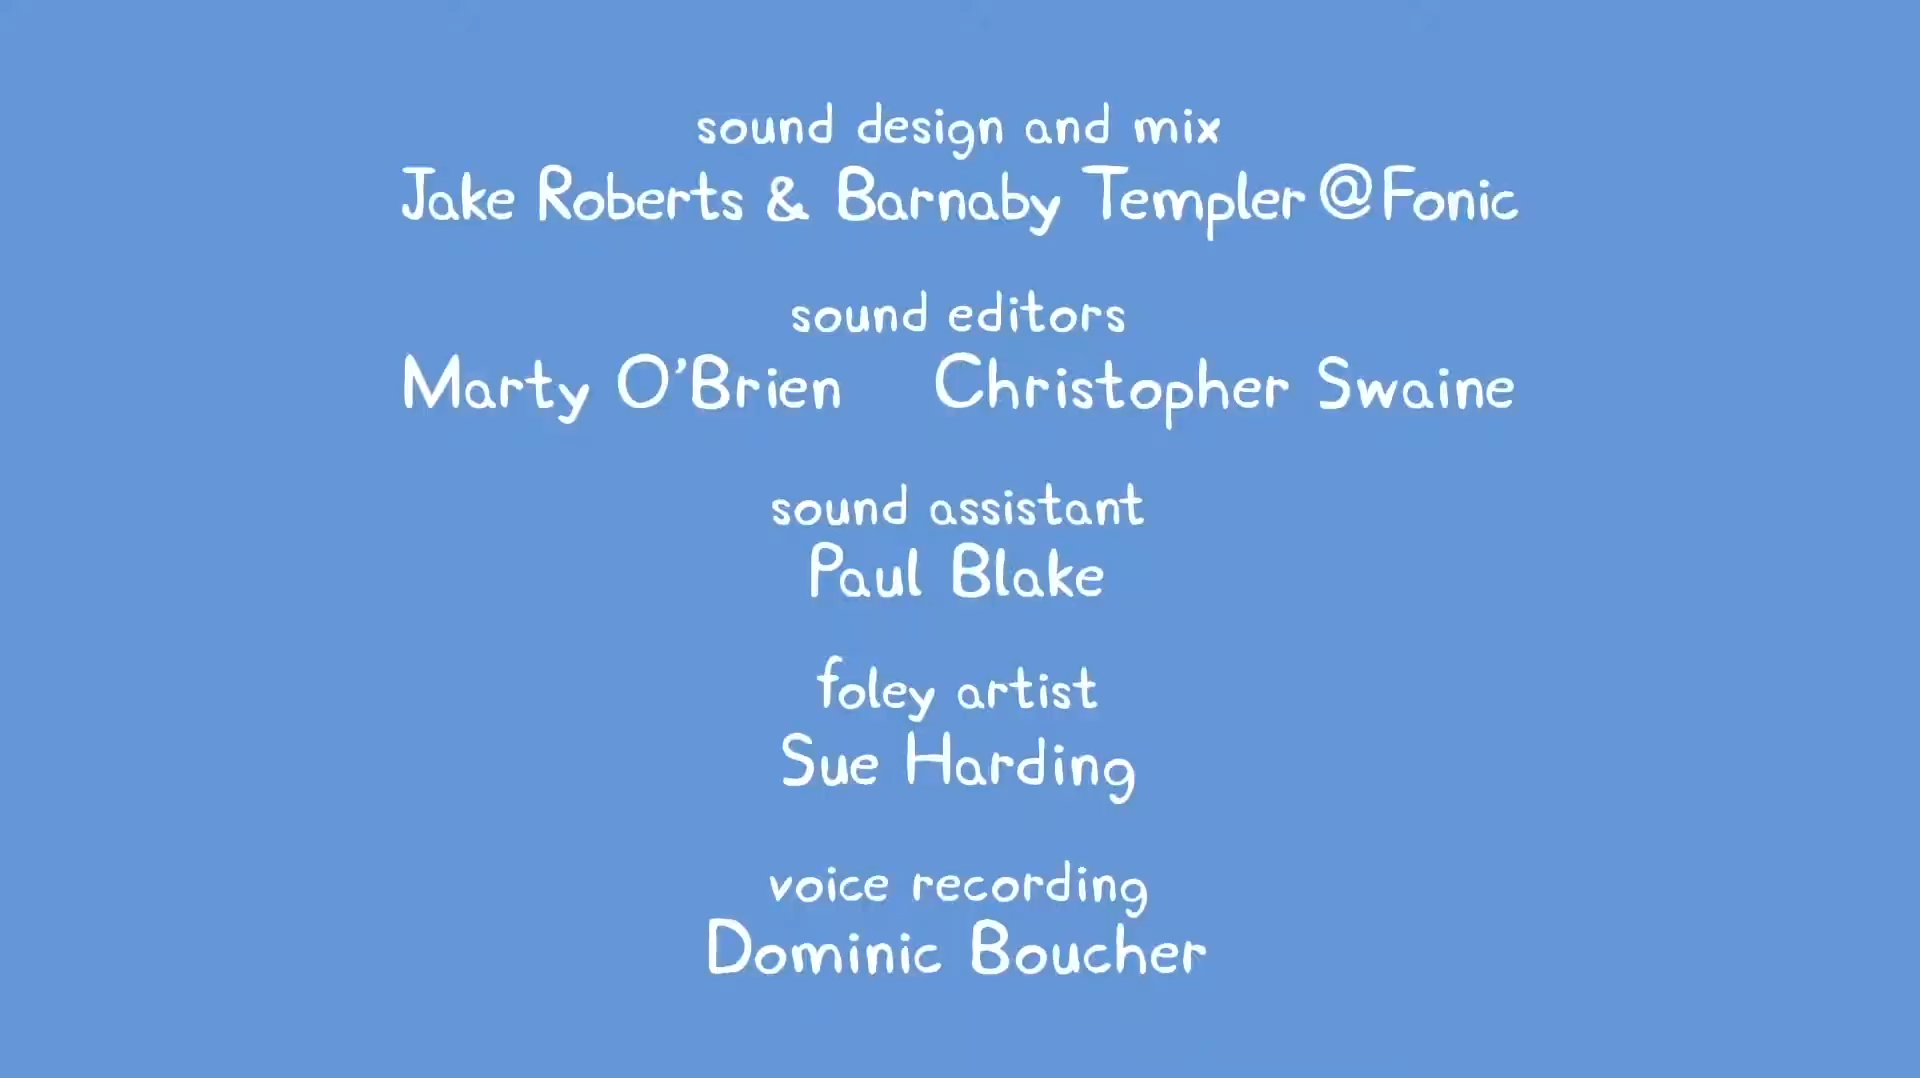 sound design and mix
Jake Roberts & Barnaby Templer @Fonic
sound editors
Marty O'Brien Christopher Swaine
sound assistant
Paul Blake
foley artist
Sue Harding
voice recording
Dominic Boucher